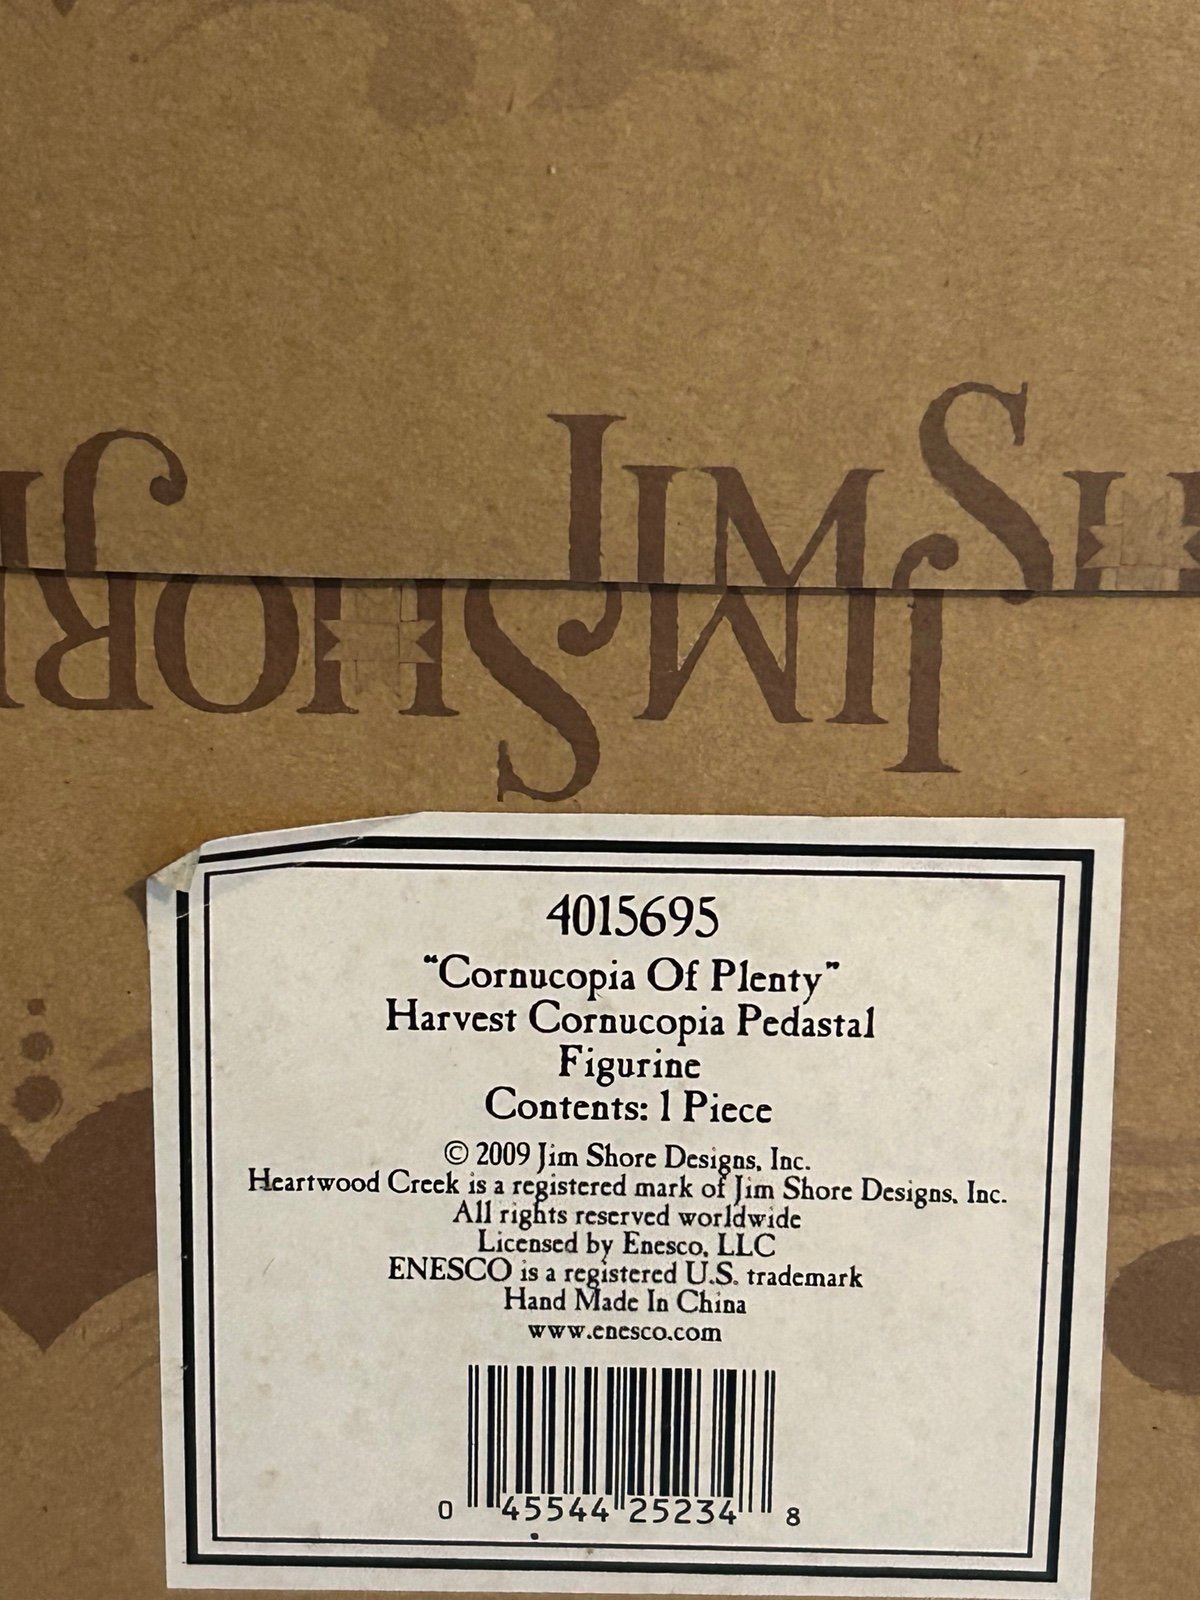 JIM SHORE
JIM SH
4015695
“Cornucopia Of Plenty”
Harvest Cornucopia Pedastal
Figurine
Contents: 1 Piece
© 2009 Jim Shore Designs, Inc.
Heartwood Creek is a registered mark of Jim Shore Designs, Inc.
All rights reserved worldwide
Licensed by Enesco, LLC
ENESCO is a registered U.S. trademark
Hand Made In China
www.enesco.com
0 45544 25234 8